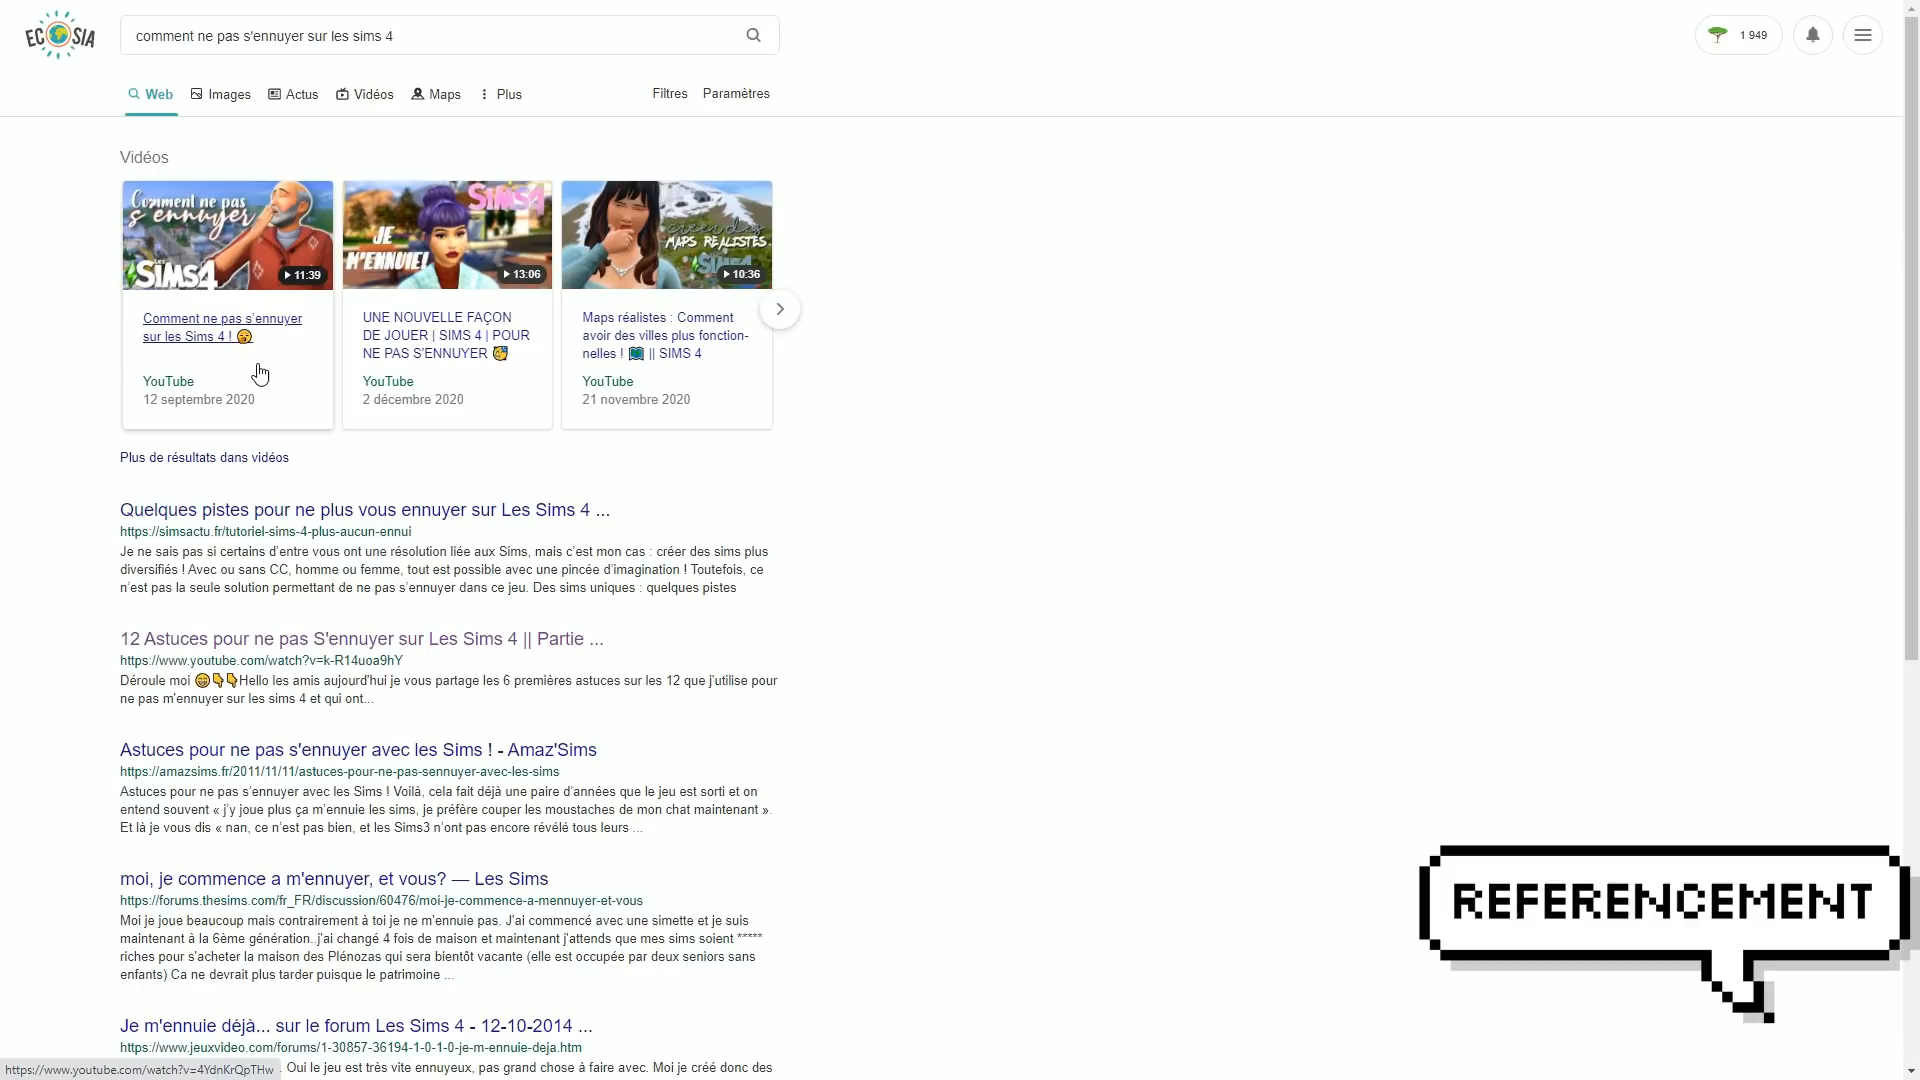 ECOSIA
comment ne pas s'ennuyer sur les sims 4
1 949
Web
Images
Actus
Vidéos
Maps
Plus
Filtres
Paramètres
Vidéos
Comment ne pas
s'ennuyer
LES SIMS4
11:39
Comment ne pas s'ennuyer
sur les Sims 4 ! 🥱
YouTube
12 septembre 2020
SIMS4
JE
M'ENNUIE!
13:06
UNE NOUVELLE FAÇON
DE JOUER | SIMS 4 | POUR
NE PAS S'ENNUYER 🥳
YouTube
2 décembre 2020
créer des
MAPS RÉALISTES
SIMS4
10:36
Maps réalistes : Comment
avoir des villes plus fonction-
nelles ! 🗺️ || SIMS 4
YouTube
21 novembre 2020
Plus de résultats dans vidéos
Quelques pistes pour ne plus vous ennuyer sur Les Sims 4 ...
https://simsactu.fr/tutoriel-sims-4-plus-aucun-ennui
Je ne sais pas si certains d'entre vous ont une résolution liée aux Sims, mais c'est mon cas : créer des sims plus
diversifiés ! Avec ou sans CC, homme ou femme, tout est possible avec une pincée d'imagination ! Toutefois, ce
n'est pas la seule solution permettant de ne pas s'ennuyer dans ce jeu. Des sims uniques : quelques pistes
12 Astuces pour ne pas S'ennuyer sur Les Sims 4 || Partie ...
https://www.youtube.com/watch?v=k-R14uoa9hY
Déroule moi 😁👇👇Hello les amis aujourd'hui je vous partage les 6 premières astuces sur les 12 que j'utilise pour
ne pas m'ennuyer sur les sims 4 et qui ont...
Astuces pour ne pas s'ennuyer avec les Sims ! - Amaz'Sims
https://amazsims.fr/2011/11/11/astuces-pour-ne-pas-sennuyer-avec-les-sims
Astuces pour ne pas s'ennuyer avec les Sims ! Voilà, cela fait déjà une paire d'années que le jeu est sorti et on
entend souvent « j'y joue plus ça m'ennuie les sims, je préfère couper les moustaches de mon chat maintenant ».
Et là je vous dis « nan, ce n'est pas bien, et les Sims3 n'ont pas encore révélé tous leurs ...
moi, je commence a m'ennuyer, et vous? — Les Sims
https://forums.thesims.com/fr_FR/discussion/60476/moi-je-commence-a-mennuyer-et-vous
Moi je joue beaucoup mais contrairement à toi je ne m'ennuie pas. J'ai commencé avec une simette et je suis
maintenant à la 6ème génération..j'ai changé 4 fois de maison et maintenant j'attends que mes sims soient *****
riches pour s'acheter la maison des Plénozas qui sera bientôt vacante (elle est occupée par deux seniors sans
enfants) Ca ne devrait plus tarder puisque le patrimoine ...
REFERENCEMENT
Je m'ennuie déjà... sur le forum Les Sims 4 - 12-10-2014 ...
https://www.jeuxvideo.com/forums/1-30857-36194-1-0-1-0-je-m-ennuie-deja.htm
. Oui le jeu est très vite ennuyeux, pas grand chose à faire avec. Moi je créé donc des
https://www.youtube.com/watch?v=4YdnKrQpTHw